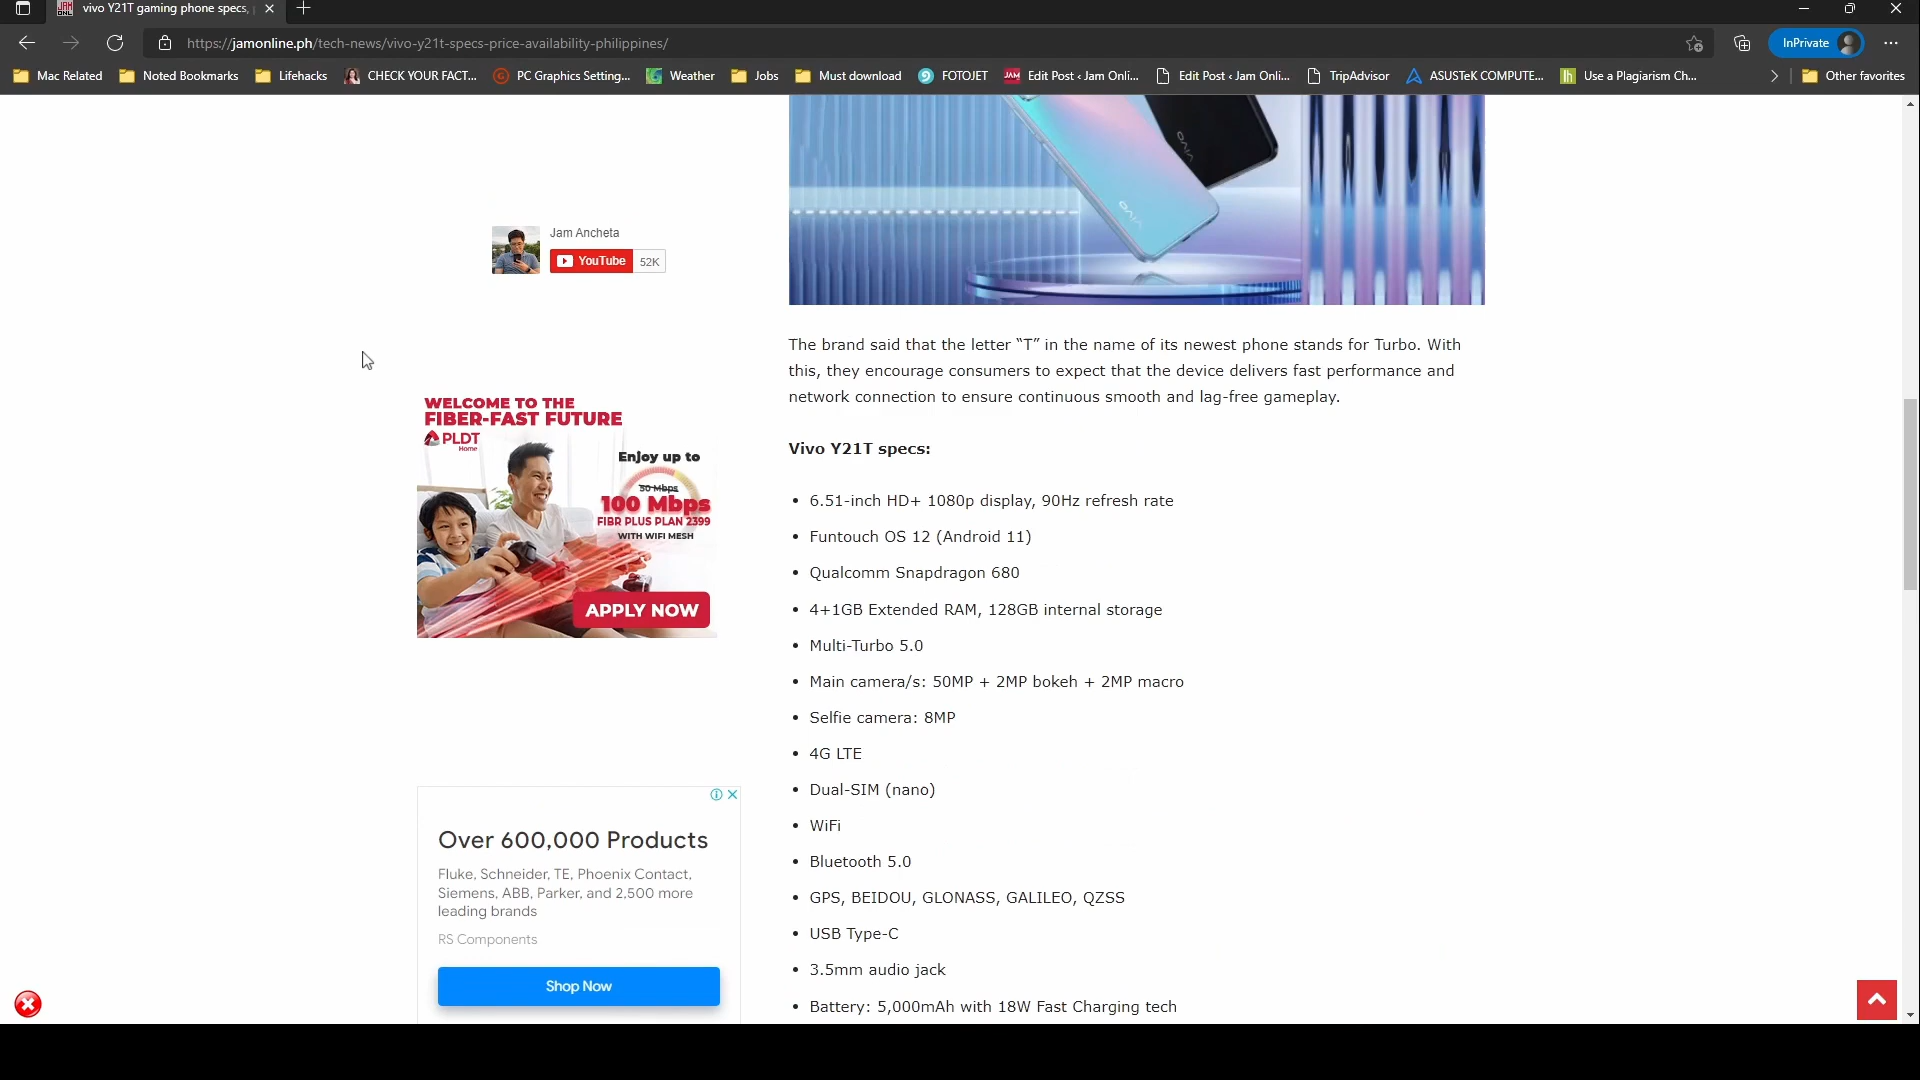 vivo Y21T gaming phone specs,
https://jamonline.ph/tech-news/vivo-y21t-specs-price-availability-philippines/
InPrivate
Mac Related
Noted Bookmarks
Lifehacks
CHECK YOUR FACT...
PC Graphics Setting...
Weather
Jobs
Must download
FOTOJET
JAM
Edit Post ‹ Jam Onli...
Edit Post ‹ Jam Onli...
TripAdvisor
ASUSTeK COMPUTE...
Use a Plagiarism Ch...
Other favorites
vivo
vivo
Jam Ancheta
YouTube
52K
The brand said that the letter “T” in the name of its newest phone stands for Turbo. With
this, they encourage consumers to expect that the device delivers fast performance and
network connection to ensure continuous smooth and lag-free gameplay.
Vivo Y21T specs:
• 6.51-inch HD+ 1080p display, 90Hz refresh rate
• Funtouch OS 12 (Android 11)
• Qualcomm Snapdragon 680
• 4+1GB Extended RAM, 128GB internal storage
• Multi-Turbo 5.0
• Main camera/s: 50MP + 2MP bokeh + 2MP macro
• Selfie camera: 8MP
• 4G LTE
• Dual-SIM (nano)
• WiFi
• Bluetooth 5.0
• GPS, BEIDOU, GLONASS, GALILEO, QZSS
• USB Type-C
• 3.5mm audio jack
• Battery: 5,000mAh with 18W Fast Charging tech
WELCOME TO THE
FIBER-FAST FUTURE
PLDT
Home
Enjoy up to
50 Mbps
100 Mbps
FIBR PLUS PLAN 2399
WITH WIFI MESH
APPLY NOW
Over 600,000 Products
Fluke, Schneider, TE, Phoenix Contact,
Siemens, ABB, Parker, and 2,500 more
leading brands
RS Components
Shop Now